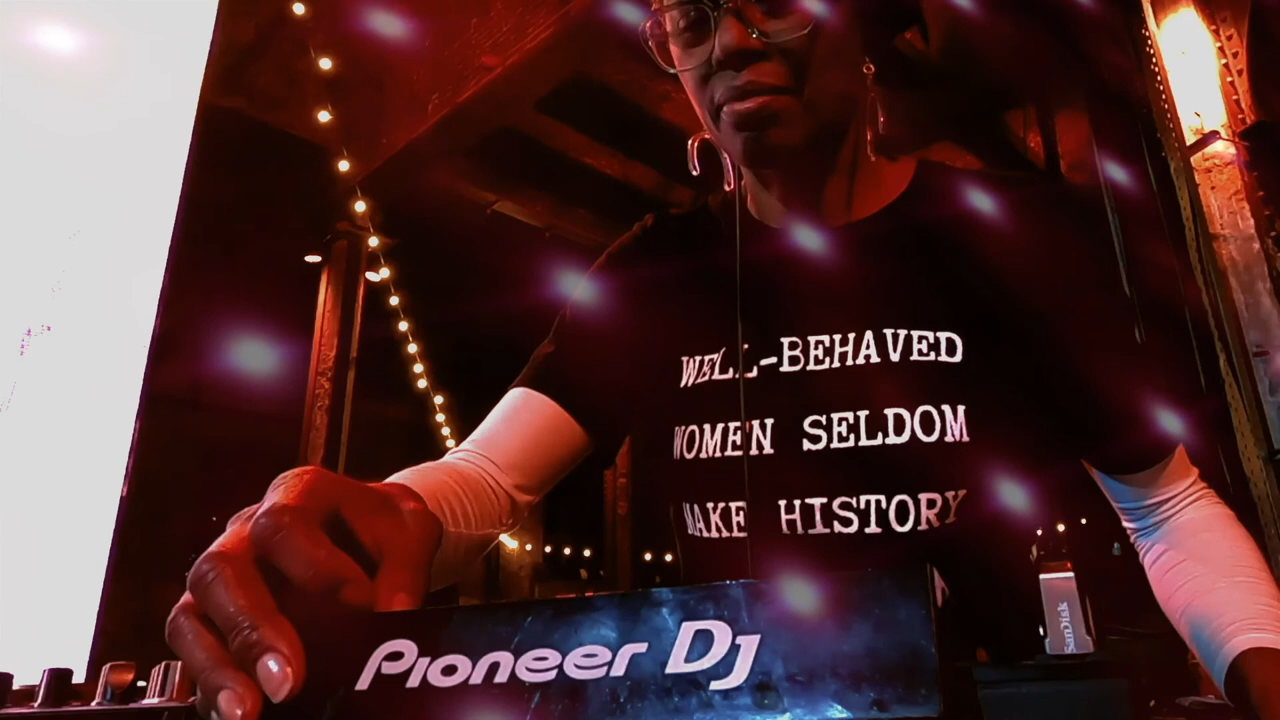 WELL-BEHAVED
WOMEN SELDOM
MAKE HISTORY
Pioneer DJ
SanDisk